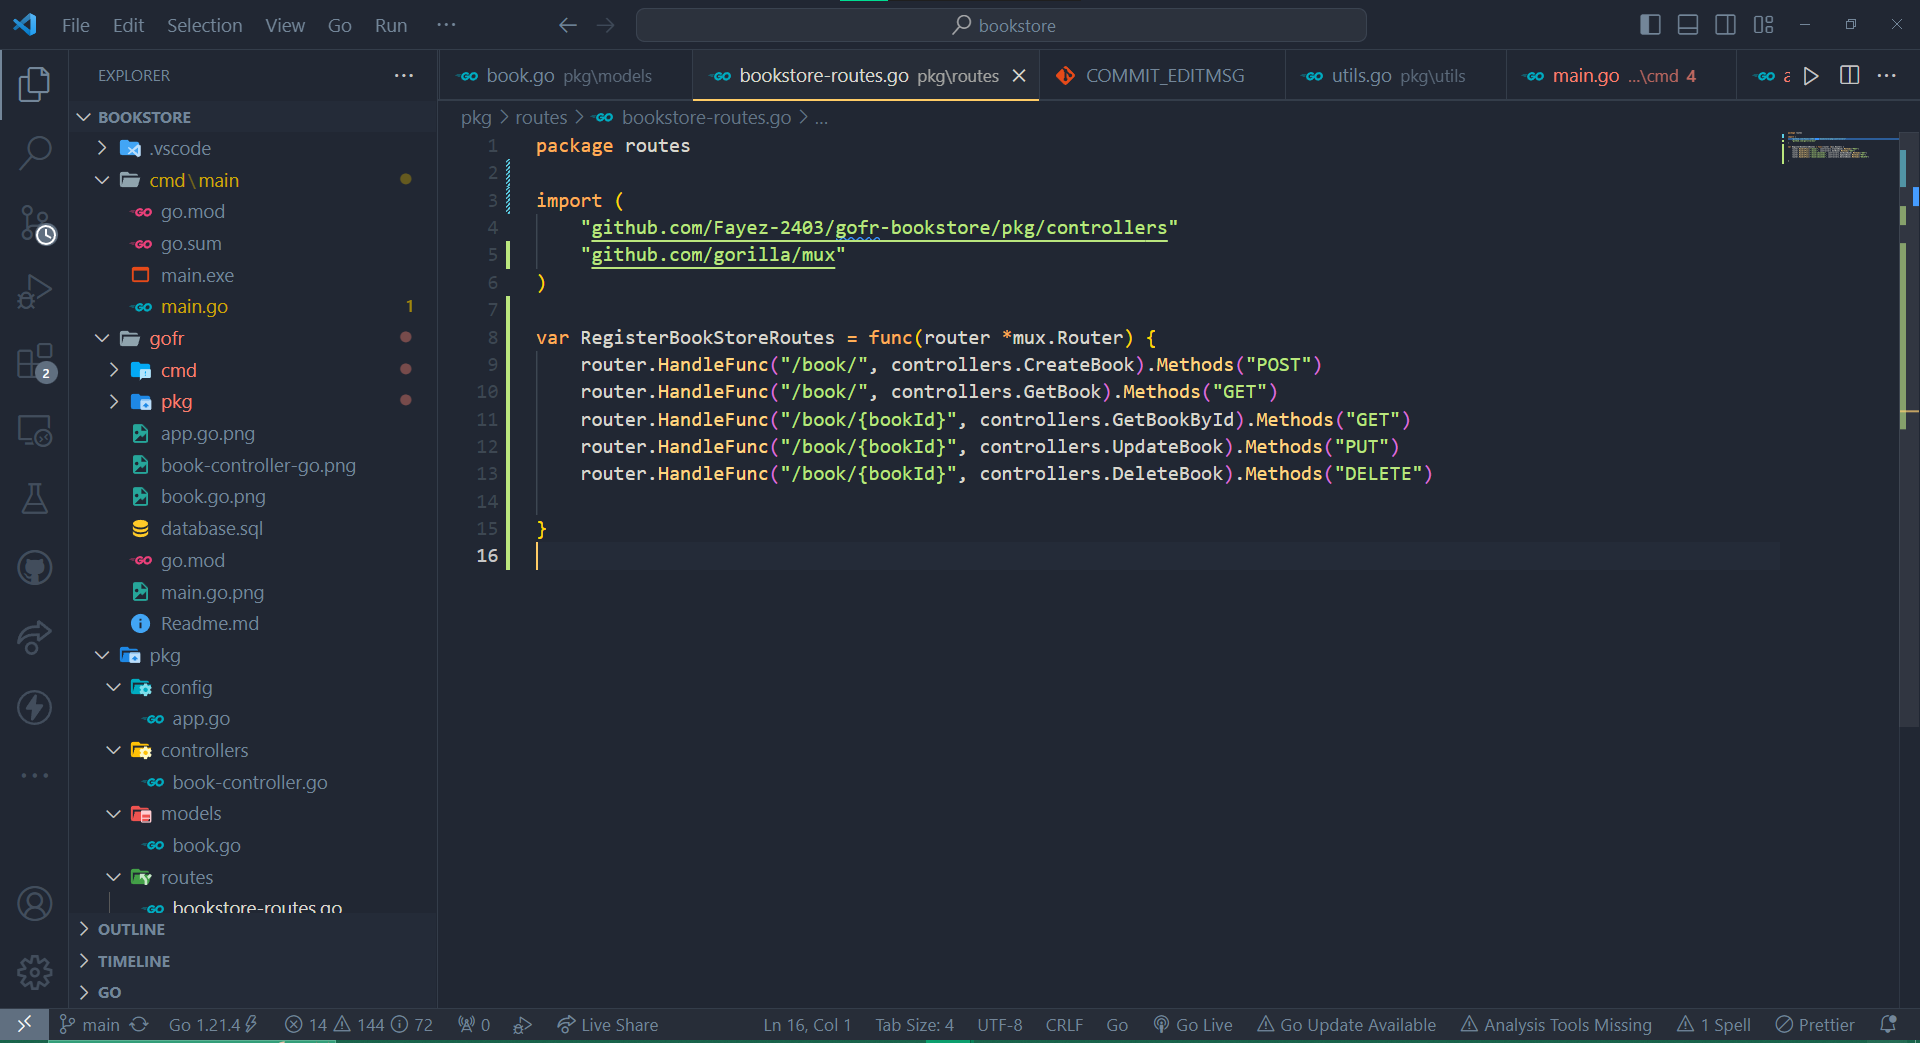 File Edit Selection View Go Run ··· bookstore
EXPLORER ···
BOOKSTORE
.vscode
cmd\main
go.mod
go.sum
main.exe
main.go 1
gofr
cmd
pkg
app.go.png
book-controller-go.png
book.go.png
database.sql
go.mod
main.go.png
Readme.md
pkg
config
app.go
controllers
book-controller.go
models
book.go
routes
bookstore-routes.go
OUTLINE
TIMELINE
GO
2
book.go pkg\models bookstore-routes.go pkg\routes COMMIT_EDITMSG utils.go pkg\utils main.go ...\cmd 4 a ···
pkg > routes > bookstore-routes.go > ...
1 package routes
2
3 import (
4 "github.com/Fayez-2403/gofr-bookstore/pkg/controllers"
5 "github.com/gorilla/mux"
6 )
7
8 var RegisterBookStoreRoutes = func(router *mux.Router) {
9 router.HandleFunc("/book/", controllers.CreateBook).Methods("POST")
10 router.HandleFunc("/book/", controllers.GetBook).Methods("GET")
11 router.HandleFunc("/book/{bookId}", controllers.GetBookById).Methods("GET")
12 router.HandleFunc("/book/{bookId}", controllers.UpdateBook).Methods("PUT")
13 router.HandleFunc("/book/{bookId}", controllers.DeleteBook).Methods("DELETE")
14
15 }
16
main Go 1.21.4 14 144 72 0 Live Share Ln 16, Col 1 Tab Size: 4 UTF-8 CRLF Go Go Live Go Update Available Analysis Tools Missing 1 Spell Prettier